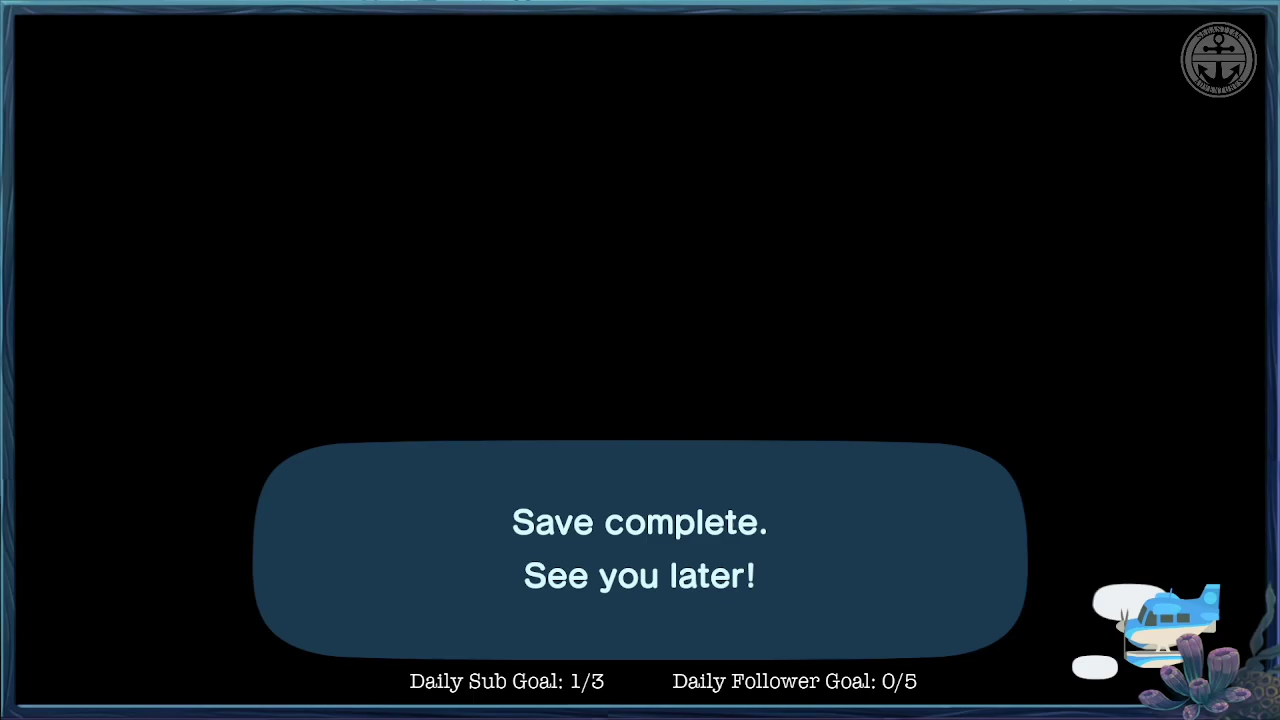 Save complete.
See you later!
Daily Sub Goal: 1/3
Daily Follower Goal: 0/5